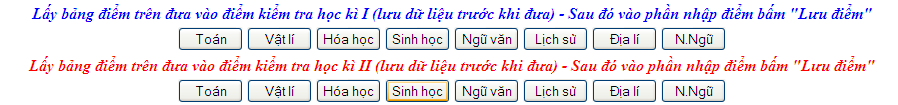 Lấy bảng điểm trên đưa vào điểm kiểm tra học kì I (lưu dữ liệu trước khi đưa) - Sau đó vào phần nhập điểm bấm "Lưu điểm"
Toán Vật lí Hóa học Sinh học Ngữ văn Lịch sử Địa lí N.Ngữ
Lấy bảng điểm trên đưa vào điểm kiểm tra học kì II (lưu dữ liệu trước khi đưa) - Sau đó vào phần nhập điểm bấm "Lưu điểm"
Toán Vật lí Hóa học Sinh học Ngữ văn Lịch sử Địa lí N.Ngữ